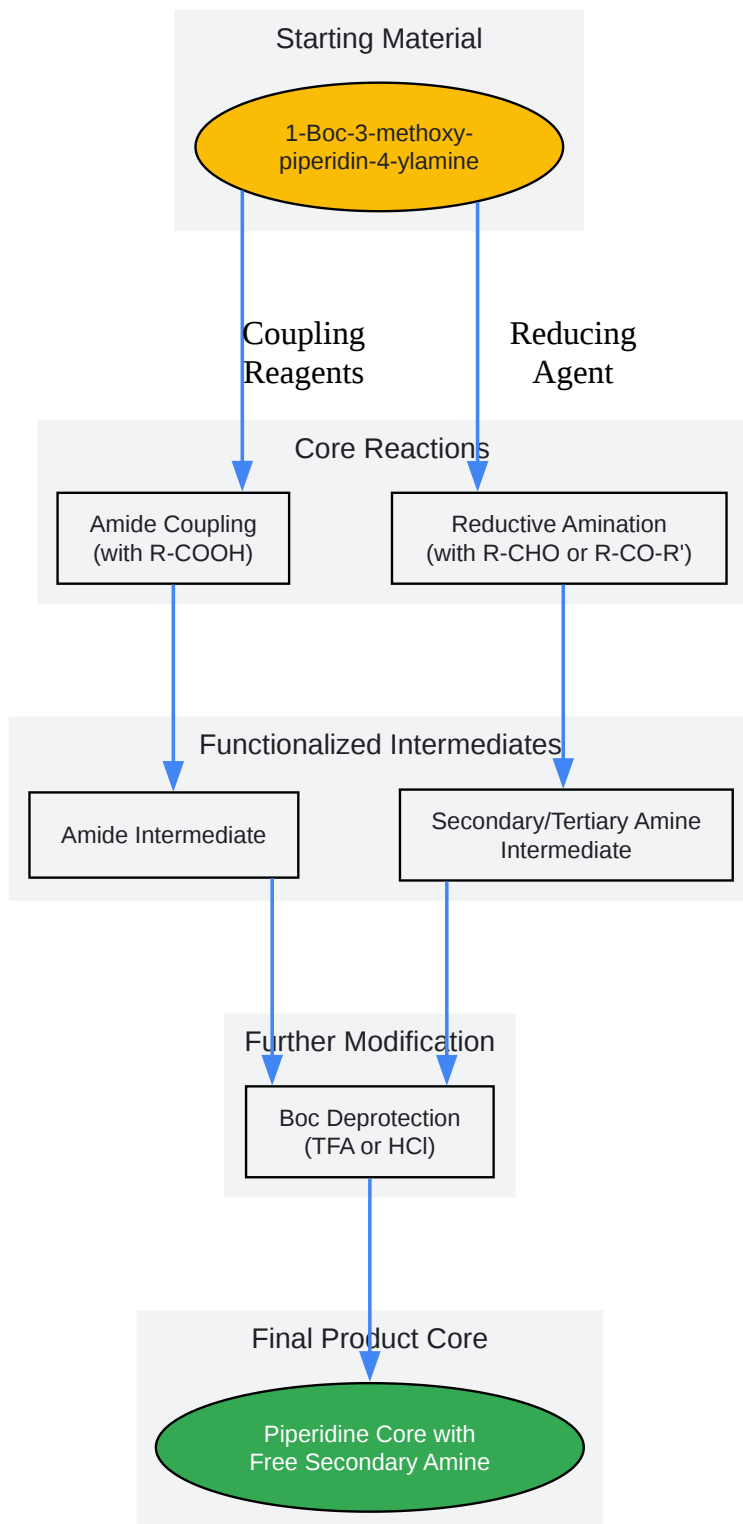 Starting Material
1-Boc-3-methoxy-
piperidin-4-ylamine
Coupling
Reagents
Reducing
Agent
Core Reactions
Amide Coupling
(with R-COOH)
Reductive Amination
(with R-CHO or R-CO-R')
Functionalized Intermediates
Amide Intermediate
Secondary/Tertiary Amine
Intermediate
Further Modification
Boc Deprotection
(TFA or HCl)
Final Product Core
Piperidine Core with
Free Secondary Amine